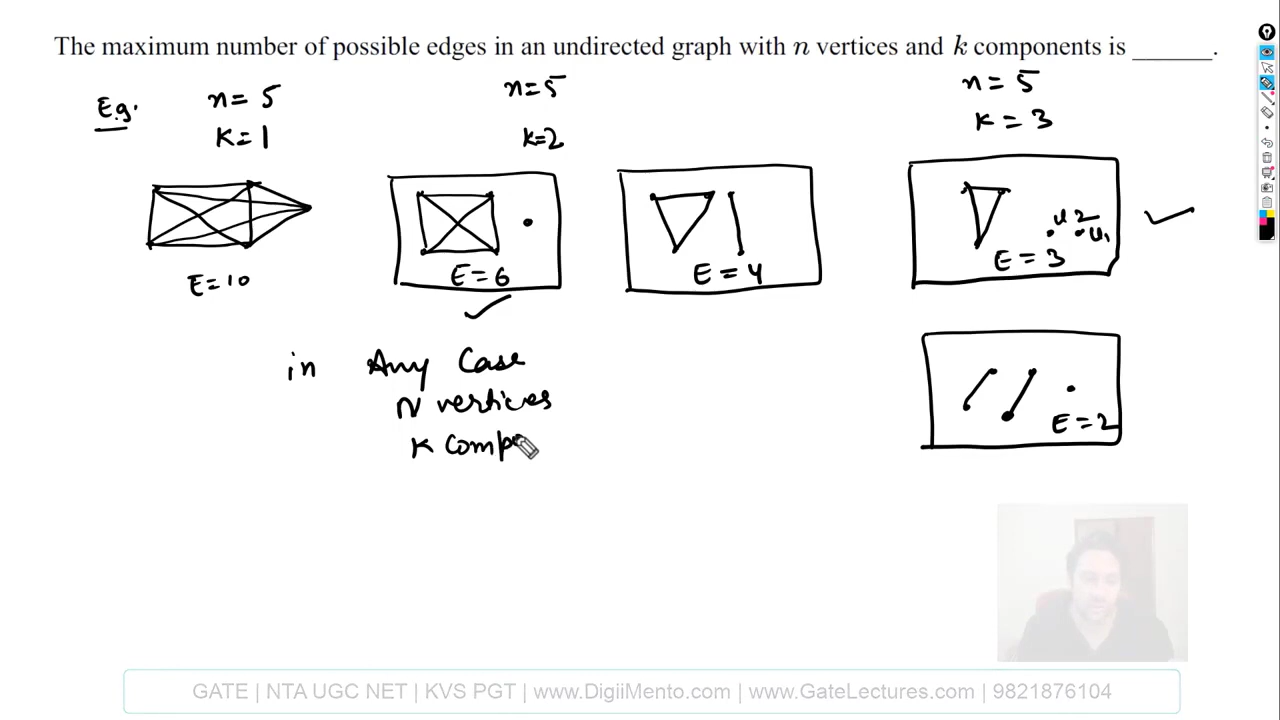 The maximum number of possible edges in an undirected graph with n vertices and k components is ______.
E.g:
n = 5
K = 1
E = 10
n = 5
K = 2
E = 6
E = 4
n = 5
K = 3
u2
u1
E = 3
E = 2
in Any Case
N vertices
K comp
GATE | NTA UGC NET | KVS PGT | www.DigiiMento.com | www.GateLectures.com | 9821876104